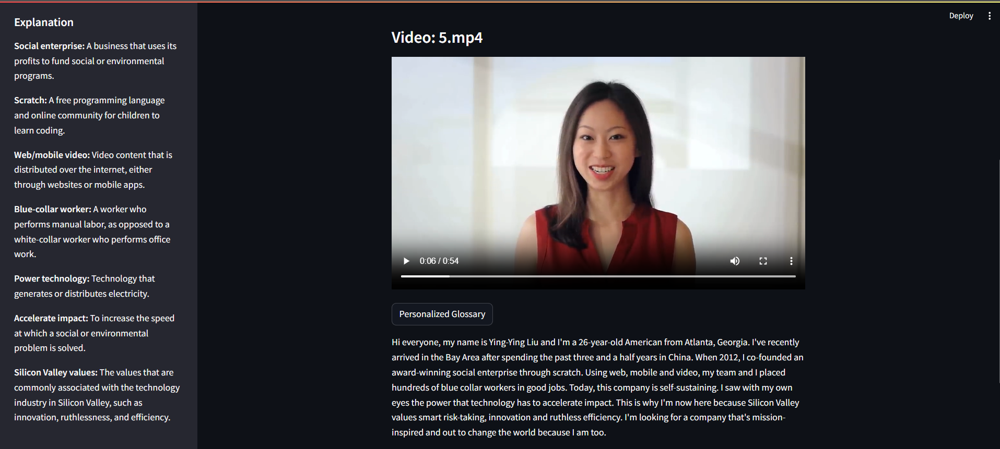 Explanation
Social enterprise: A business that uses its
profits to fund social or environmental
programs.
Scratch: A free programming language
and online community for children to
learn coding.
Web/mobile video: Video content that is
distributed over the internet, either
through websites or mobile apps.
Blue-collar worker: A worker who
performs manual labor, as opposed to a
white-collar worker who performs office
work.
Power technology: Technology that
generates or distributes electricity.
Accelerate impact: To increase the speed
at which a social or environmental
problem is solved.
Silicon Valley values: The values that are
commonly associated with the technology
industry in Silicon Valley, such as
innovation, ruthlessness, and efficiency.
Deploy
Video: 5.mp4
0:06 / 0:54
Personalized Glossary
Hi everyone, my name is Ying-Ying Liu and I'm a 26-year-old American from Atlanta, Georgia. I've recently
arrived in the Bay Area after spending the past three and a half years in China. When 2012, I co-founded an
award-winning social enterprise through scratch. Using web, mobile and video, my team and I placed
hundreds of blue collar workers in good jobs. Today, this company is self-sustaining. I saw with my own
eyes the power that technology has to accelerate impact. This is why I'm now here because Silicon Valley
values smart risk-taking, innovation and ruthless efficiency. I'm looking for a company that's mission-
inspired and out to change the world because I am too.